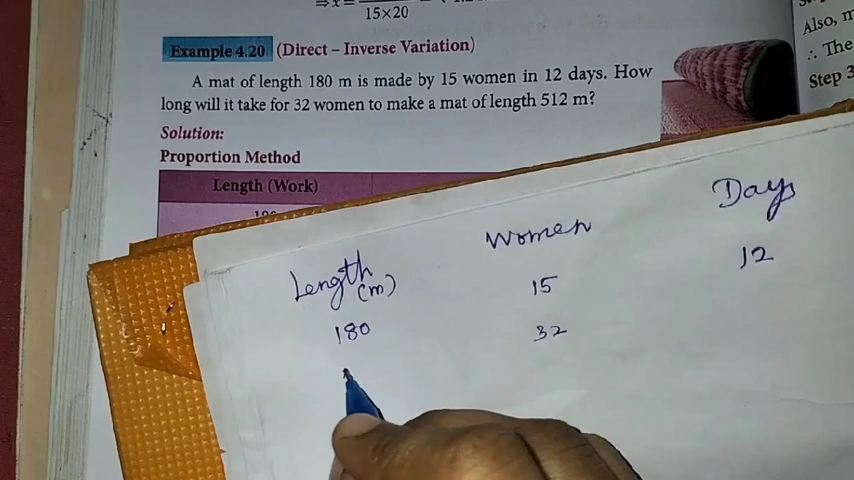 15×20
Example 4.20 (Direct – Inverse Variation)
A mat of length 180 m is made by 15 women in 12 days. How
long will it take for 32 women to make a mat of length 512 m?
Solution:
Proportion Method
Length (Work)
Also,
∴ The
Step 3
Length (m) Women Days
180 15 12
32